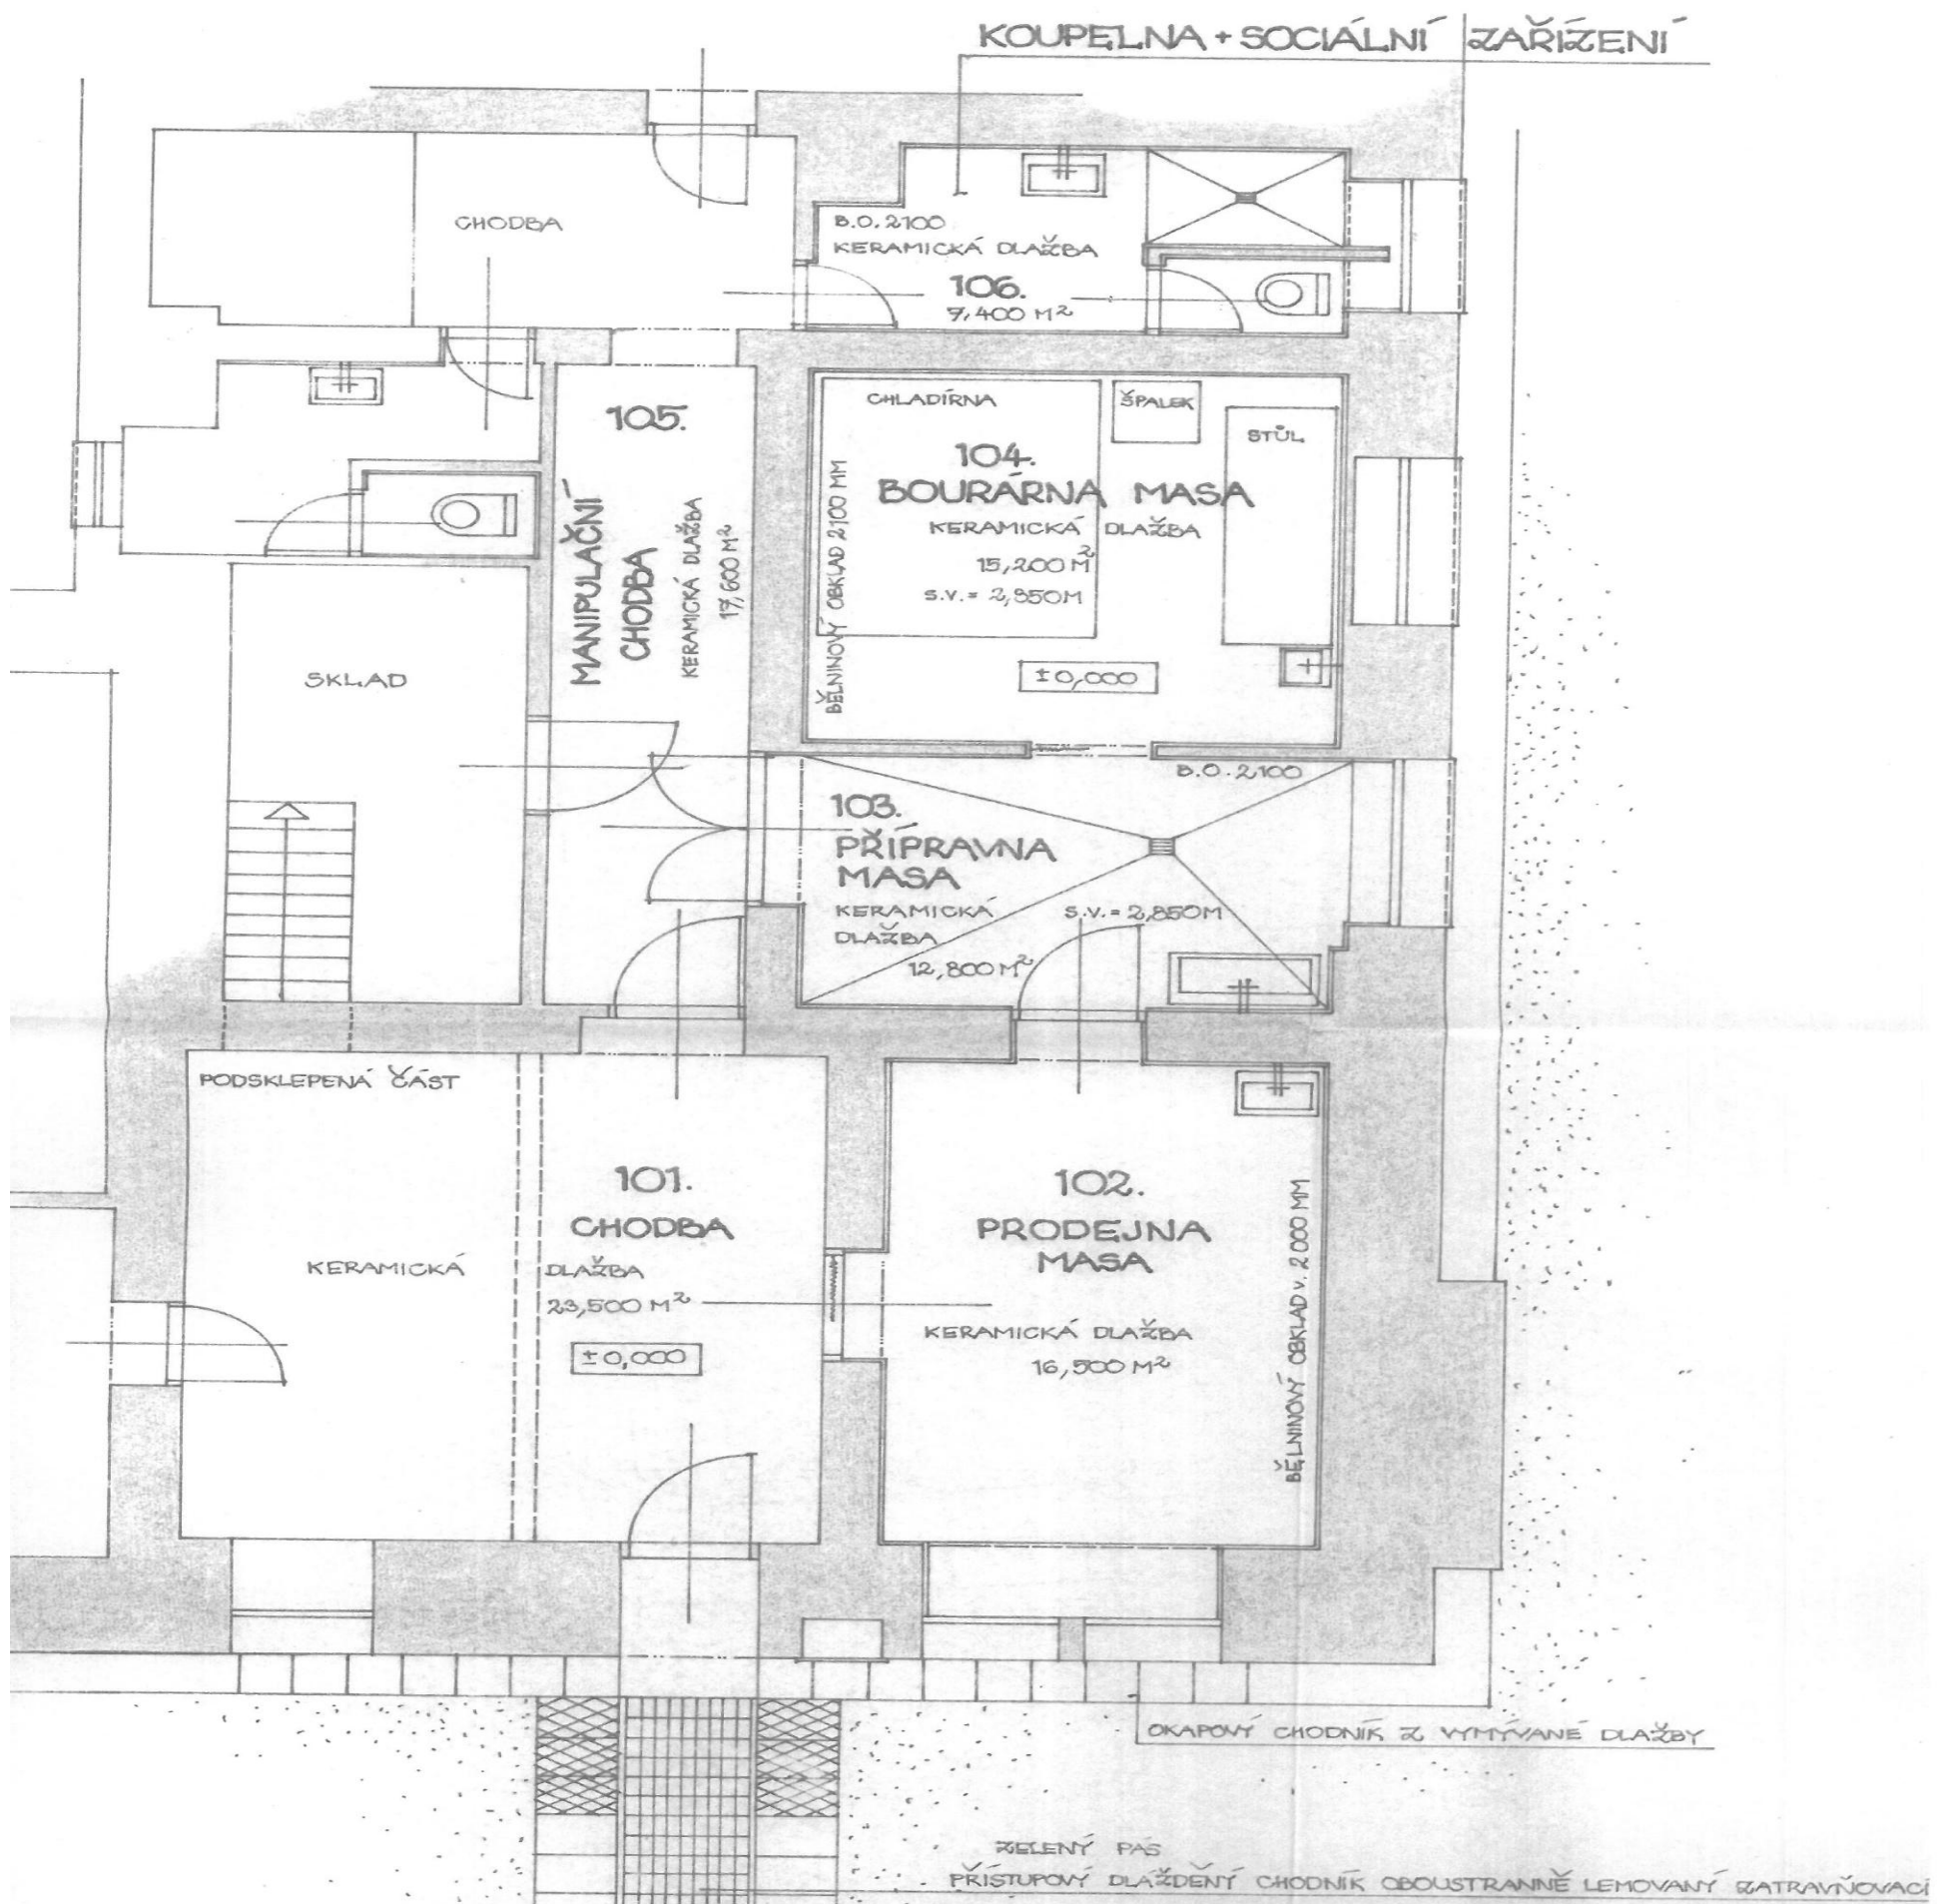 KOUPELNA + SOCIÁLNÍ ZAŘÍZENÍ
CHODBA
B.O. 2100
KERAMICKÁ DLAŽBA
106.
7,400 M²
105.
MANIPULAČNÍ
CHODBA
KERAMICKÁ DLAŽBA
17,600 M²
CHLADÍRNA
ŠPALEK
STŮL
104.
BOURÁRNA MASA
KERAMICKÁ DLAŽBA
15,200 M²
S.V. = 2,850M
BĚLNINOVÝ OBKLAD 2100 MM
±0,000
SKLAD
B.O. 2100
103.
PŘÍPRAVNA
MASA
KERAMICKÁ
DLAŽBA
S.V. = 2,850M
12,800 M²
PODSKLEPENÁ ČÁST
101.
CHODBA
KERAMICKÁ DLAŽBA
23,500 M²
±0,000
102.
PRODEJNA
MASA
KERAMICKÁ DLAŽBA
16,500 M²
BĚLNINOVÝ OBKLAD v. 2000 MM
OKAPOVÝ CHODNÍK Z VYMÝVANÉ DLAŽBY
ZELENÝ PÁS
PŘÍSTUPOVÝ DLÁŽDĚNÝ CHODNÍK OBOUSTRANNĚ LEMOVANÝ ZATRAVŇOVACÍ